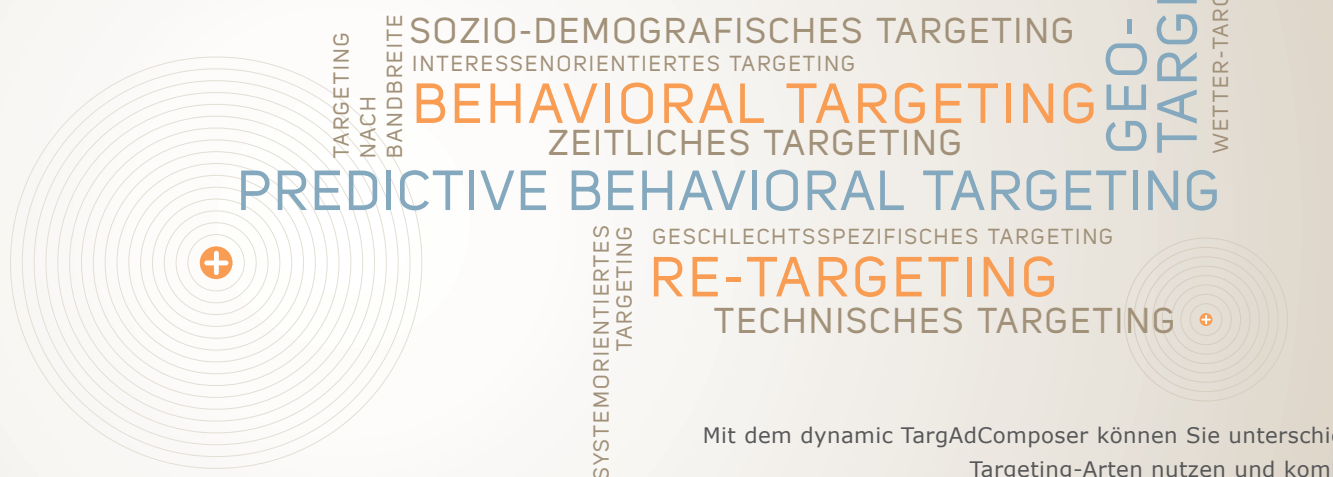 SOZIO-DEMOGRAFISCHES TARGETING
INTERESSENORIENTIERTES TARGETING
BEHAVIORAL TARGETING
ZEITLICHES TARGETING
TARGETING
NACH
BANDBREITE
GEO-
PREDICTIVE BEHAVIORAL TARGETING
GESCHLECHTSSPEZIFISCHES TARGETING
RE-TARGETING
TECHNISCHES TARGETING
SYSTEMORIENTIERTES
TARGETING
Mit dem dynamic TargAdComposer können Sie
Targeting-Arten nutzen und